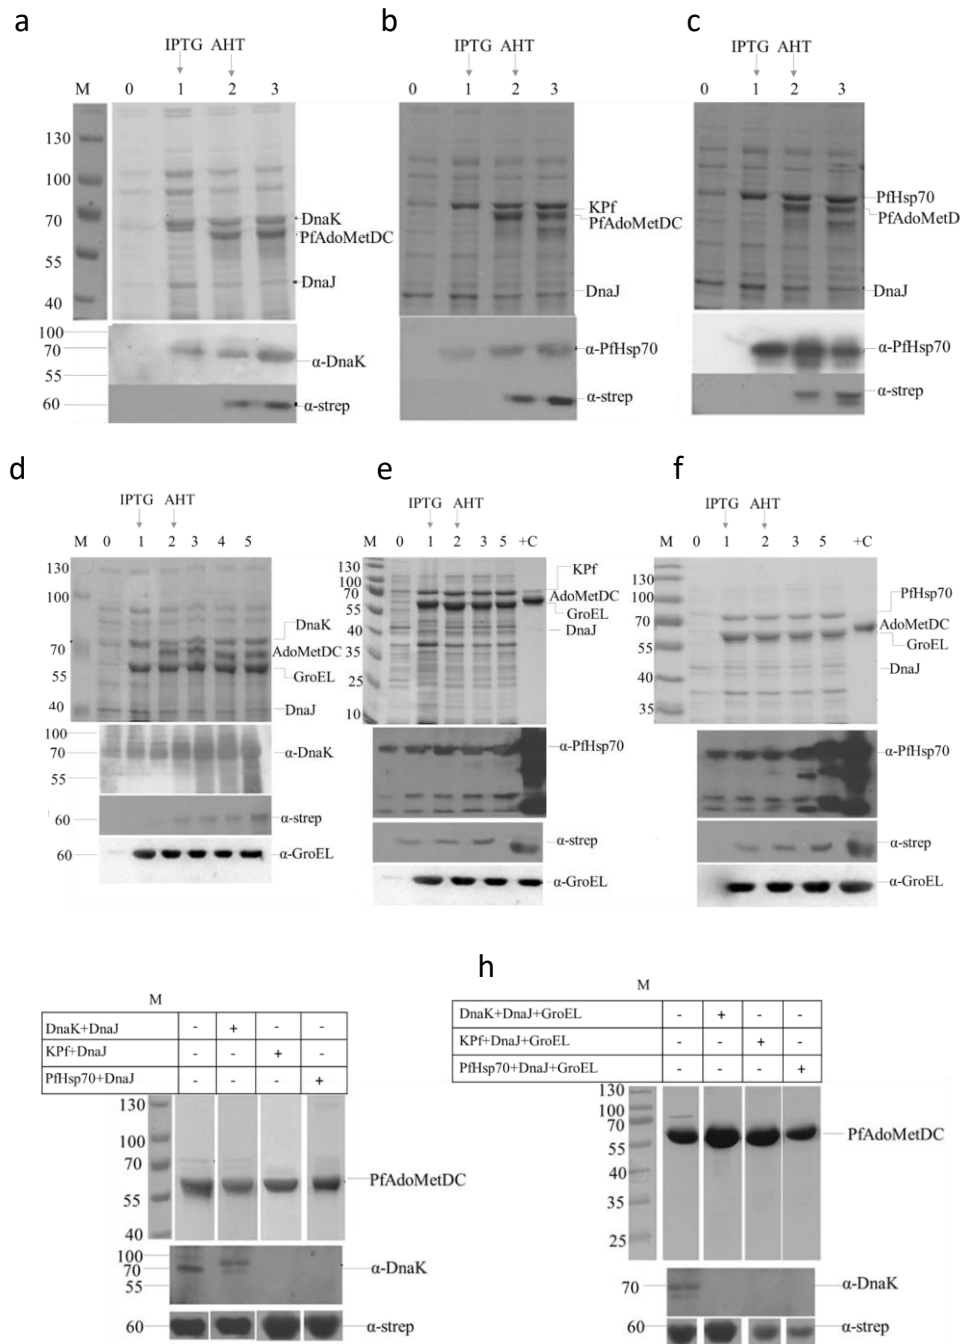 a
IPTG AHT
M 0 1 2 3
130
100
70
55
40
DnaK
PfAdoMetDC
DnaJ
100
70
55
α-DnaK
60
α-strep
b
IPTG AHT
0 1 2 3
KPf
PfAdoMetDC
DnaJ
α-PfHsp70
α-strep
c
IPTG AHT
0 1 2 3
PfHsp70
PfAdoMetD
DnaJ
α-PfHsp70
α-strep
d
IPTG AHT
M 0 1 2 3 4 5
130
100
70
55
40
DnaK
AdoMetDC
GroEL
DnaJ
100
70
55
α-DnaK
60
α-strep
60
α-GroEL
e
IPTG AHT
M 0 1 2 3 5 +C
130
100
70
55
40
35
25
10
KPf
AdoMetDC
GroEL
DnaJ
α-PfHsp70
α-strep
α-GroEL
f
IPTG AHT
M 0 1 2 3 5 +C
130
100
70
55
40
35
PfHsp70
AdoMetDC
GroEL
DnaJ
α-PfHsp70
α-strep
α-GroEL
M
DnaK+DnaJ - + - -
KPf+DnaJ - - + -
PfHsp70+DnaJ - - - +
130
100
70
55
40
PfAdoMetDC
100
70
55
α-DnaK
60
α-strep
h
M
DnaK+DnaJ+GroEL - + - -
KPf+DnaJ+GroEL - - + -
PfHsp70+DnaJ+GroEL - - - +
130
100
70
55
40
35
25
PfAdoMetDC
70
α-DnaK
60
α-strep